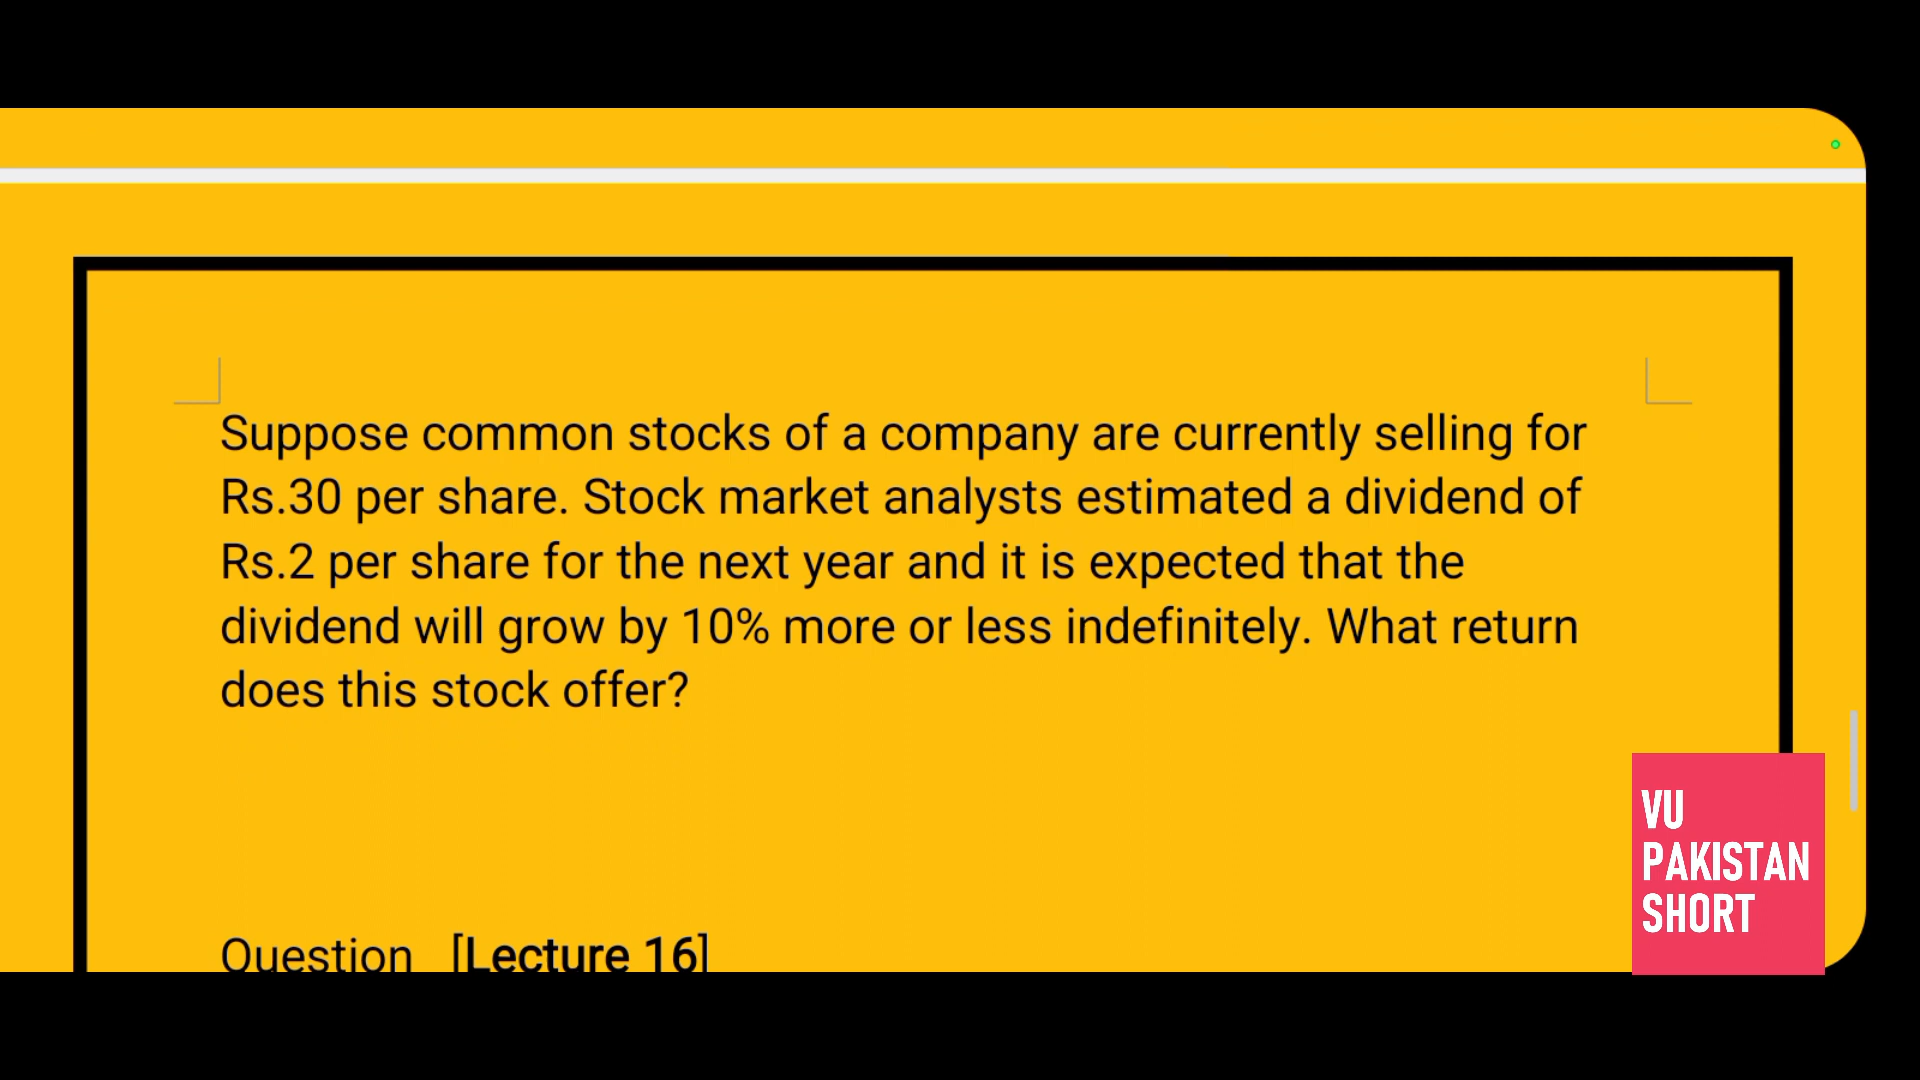 Suppose common stocks of a company are currently selling for
Rs.30 per share. Stock market analysts estimated a dividend of
Rs.2 per share for the next year and it is expected that the
dividend will grow by 10% more or less indefinitely. What return
does this stock offer?
Question [Lecture 16]
VU
PAKISTAN
SHORT